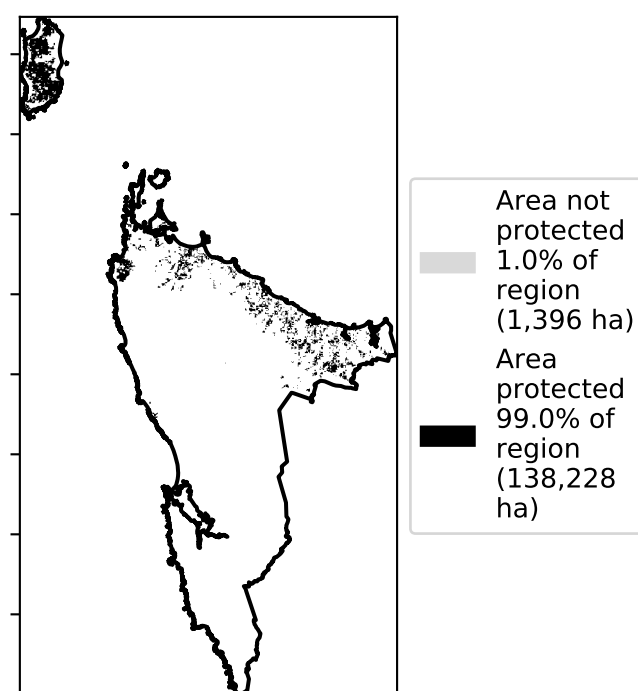 Area not
protected
1.0% of
region
(1,396 ha)
Area
protected
99.0% of
region
(138,228
ha)